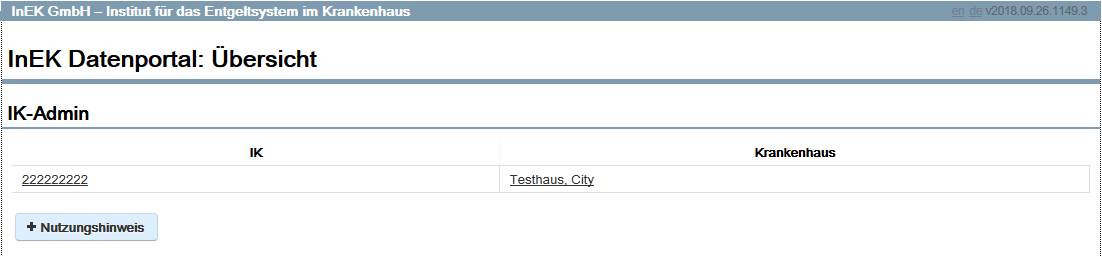 InEK GmbH – Institut für das Entgeltsystem im Krankenhaus en de v2018.09.26.1149.3
InEK Datenportal: Übersicht
IK-Admin
IK Krankenhaus
222222222 Testhaus, City
+ Nutzungshinweis